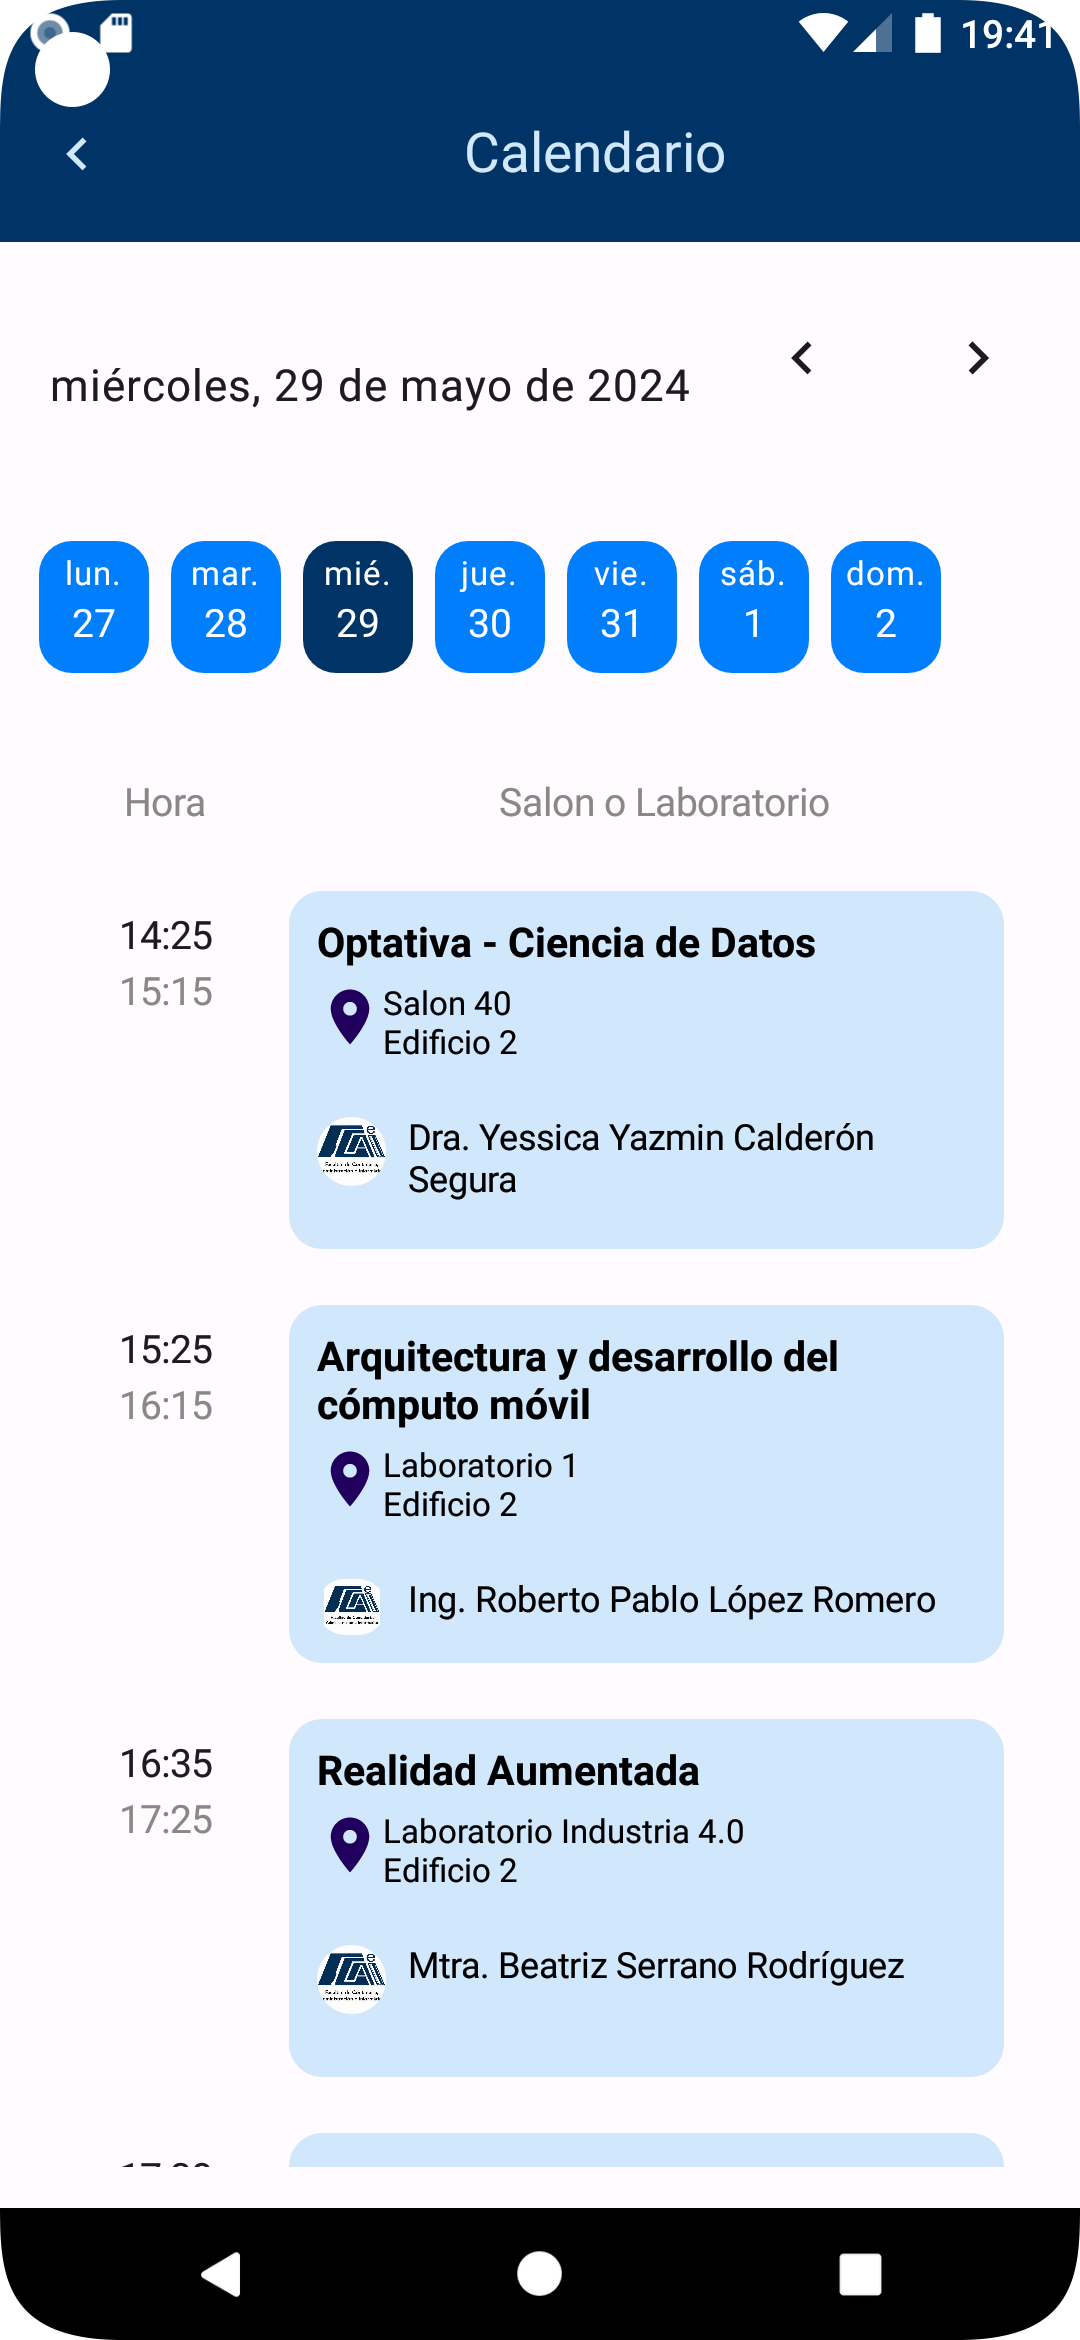 19:41
Calendario
miércoles, 29 de mayo de 2024
lun. mar. mié. jue. vie. sáb. dom.
27 28 29 30 31 1 2
Hora Salon o Laboratorio
14:25
15:15
Optativa - Ciencia de Datos
Salon 40
Edificio 2
Dra. Yessica Yazmin Calderón
Segura
15:25
16:15
Arquitectura y desarrollo del
cómputo móvil
Laboratorio 1
Edificio 2
Ing. Roberto Pablo López Romero
16:35
17:25
Realidad Aumentada
Laboratorio Industria 4.0
Edificio 2
Mtra. Beatriz Serrano Rodríguez